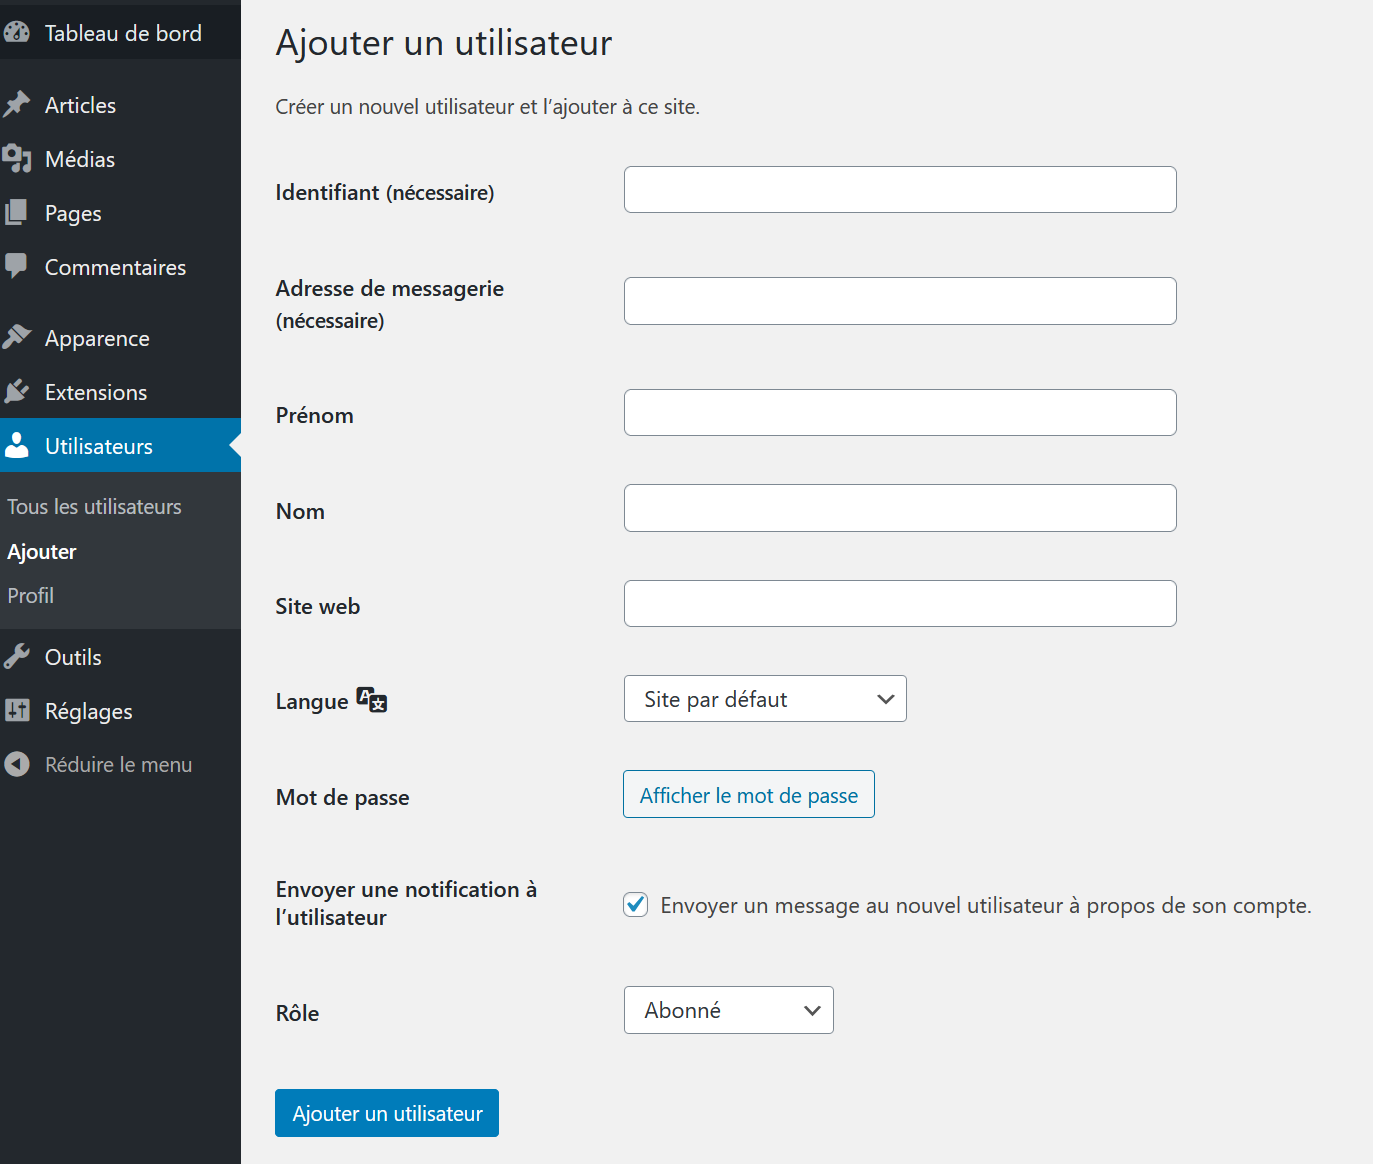 Tableau de bord
Articles
Médias
Pages
Commentaires
Apparence
Extensions
Utilisateurs
Tous les utilisateurs
Ajouter
Profil
Outils
Réglages
Réduire le menu
Ajouter un utilisateur
Créer un nouvel utilisateur et l’ajouter à ce site.
Identifiant (nécessaire)
Adresse de messagerie
(nécessaire)
Prénom
Nom
Site web
Langue
Site par défaut
Mot de passe
Afficher le mot de passe
Envoyer une notification à
l’utilisateur
Envoyer un message au nouvel utilisateur à propos de son compte.
Rôle
Abonné
Ajouter un utilisateur